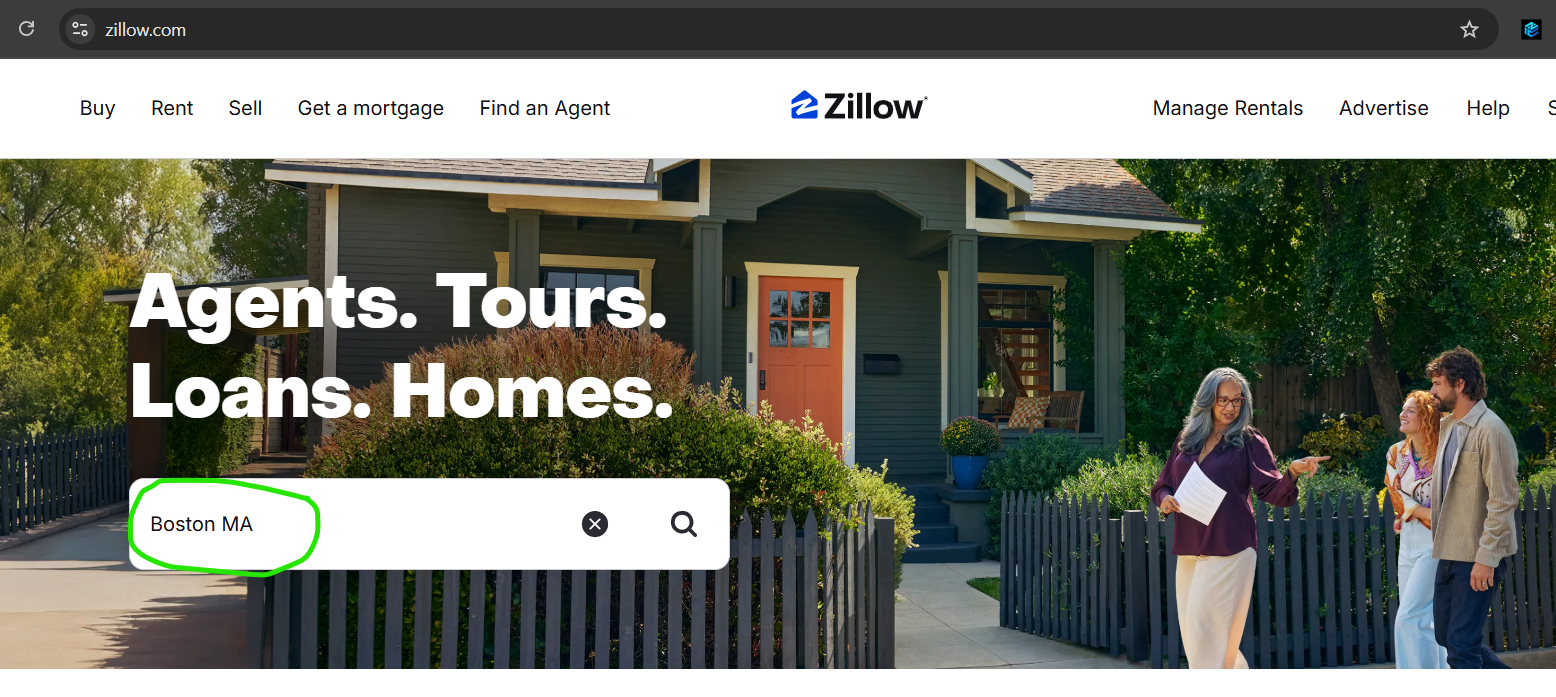 zillow.com
Buy Rent Sell Get a mortgage Find an Agent Zillow Manage Rentals Advertise Help
Agents. Tours.
Loans. Homes.
Boston MA